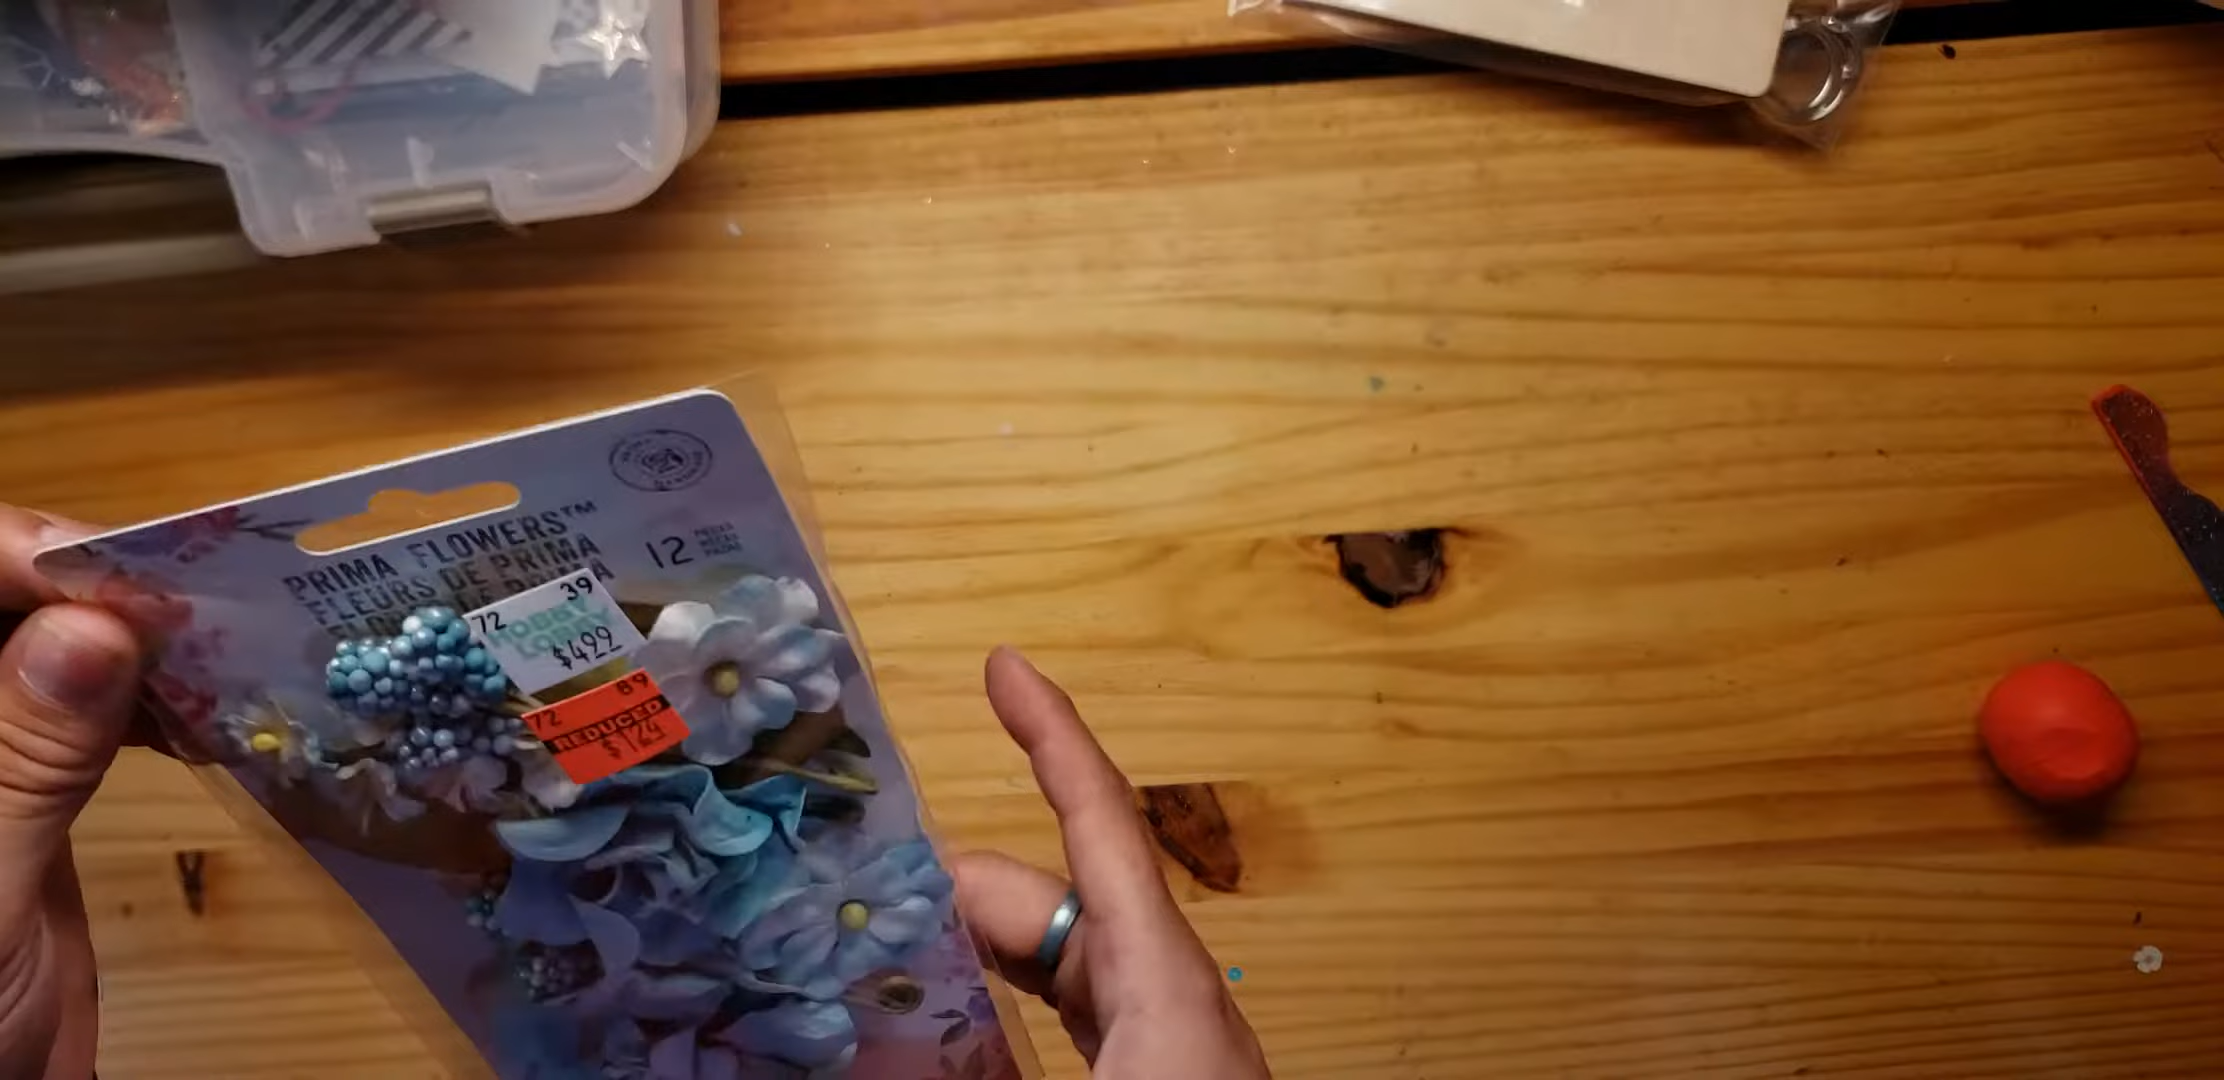 PRIMA FLOWERS™
FLEURS DE PRIMA
12
72 39
HOBBY
LOBBY
$4.99
72 89
REDUCED
$1.24